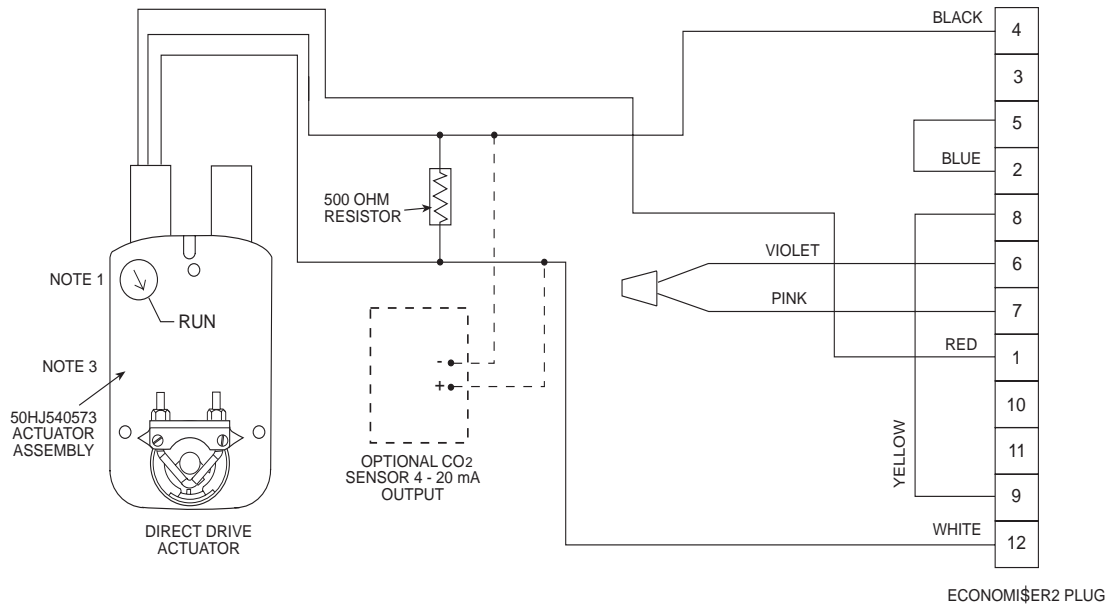 BLACK
4
3
5
BLUE
2
500 OHM
RESISTOR
8
VIOLET
6
NOTE 1
PINK
7
RUN
RED
1
NOTE 3
-
+
10
50HJ540573
ACTUATOR
ASSEMBLY
11
YELLOW
OPTIONAL CO2
SENSOR 4 - 20 mA
OUTPUT
9
DIRECT DRIVE
ACTUATOR
WHITE
12
ECONOMI$ER2 PLUG